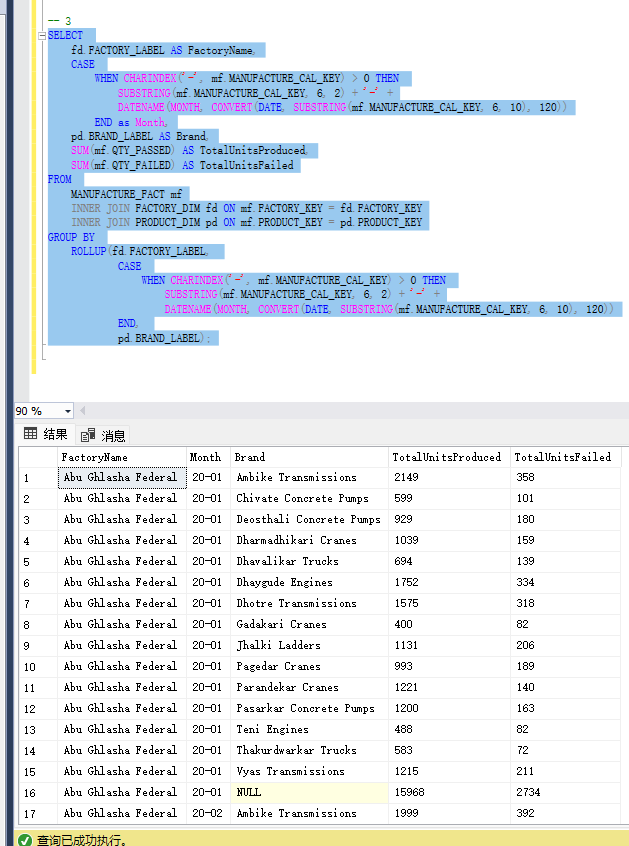 -- 3
SELECT
fd.FACTORY_LABEL AS FactoryName,
CASE
WHEN CHARINDEX('-', mf.MANUFACTURE_CAL_KEY) > 0 THEN
SUBSTRING(mf.MANUFACTURE_CAL_KEY, 6, 2) + '-' +
DATENAME(MONTH, CONVERT(DATE, SUBSTRING(mf.MANUFACTURE_CAL_KEY, 6, 10), 120))
END as Month,
pd.BRAND_LABEL AS Brand,
SUM(mf.QTY_PASSED) AS TotalUnitsProduced,
SUM(mf.QTY_FAILED) AS TotalUnitsFailed
FROM
MANUFACTURE_FACT mf
INNER JOIN FACTORY_DIM fd ON mf.FACTORY_KEY = fd.FACTORY_KEY
INNER JOIN PRODUCT_DIM pd ON mf.PRODUCT_KEY = pd.PRODUCT_KEY
GROUP BY
ROLLUP(fd.FACTORY_LABEL,
CASE
WHEN CHARINDEX('-', mf.MANUFACTURE_CAL_KEY) > 0 THEN
SUBSTRING(mf.MANUFACTURE_CAL_KEY, 6, 2) + '-' +
DATENAME(MONTH, CONVERT(DATE, SUBSTRING(mf.MANUFACTURE_CAL_KEY, 6, 10), 120))
END,
pd.BRAND_LABEL);
90 %
结果 消息
FactoryName Month Brand TotalUnitsProduced TotalUnitsFailed
1 Abu Ghlasha Federal 20-01 Ambike Transmissions 2149 358
2 Abu Ghlasha Federal 20-01 Chivate Concrete Pumps 599 101
3 Abu Ghlasha Federal 20-01 Deosthali Concrete Pumps 929 180
4 Abu Ghlasha Federal 20-01 Dharmadhikari Cranes 1039 159
5 Abu Ghlasha Federal 20-01 Dhavalikar Trucks 694 139
6 Abu Ghlasha Federal 20-01 Dhaygude Engines 1752 334
7 Abu Ghlasha Federal 20-01 Dhotre Transmissions 1575 318
8 Abu Ghlasha Federal 20-01 Gadakari Cranes 400 82
9 Abu Ghlasha Federal 20-01 Jhalki Ladders 1131 206
10 Abu Ghlasha Federal 20-01 Pagedar Cranes 993 189
11 Abu Ghlasha Federal 20-01 Parandekar Cranes 1221 140
12 Abu Ghlasha Federal 20-01 Pasarkar Concrete Pumps 1200 163
13 Abu Ghlasha Federal 20-01 Teni Engines 488 82
14 Abu Ghlasha Federal 20-01 Thakurdwarkar Trucks 583 72
15 Abu Ghlasha Federal 20-01 Vyas Transmissions 1215 211
16 Abu Ghlasha Federal 20-01 NULL 15968 2734
17 Abu Ghlasha Federal 20-02 Ambike Transmissions 1999 392
查询已成功执行。